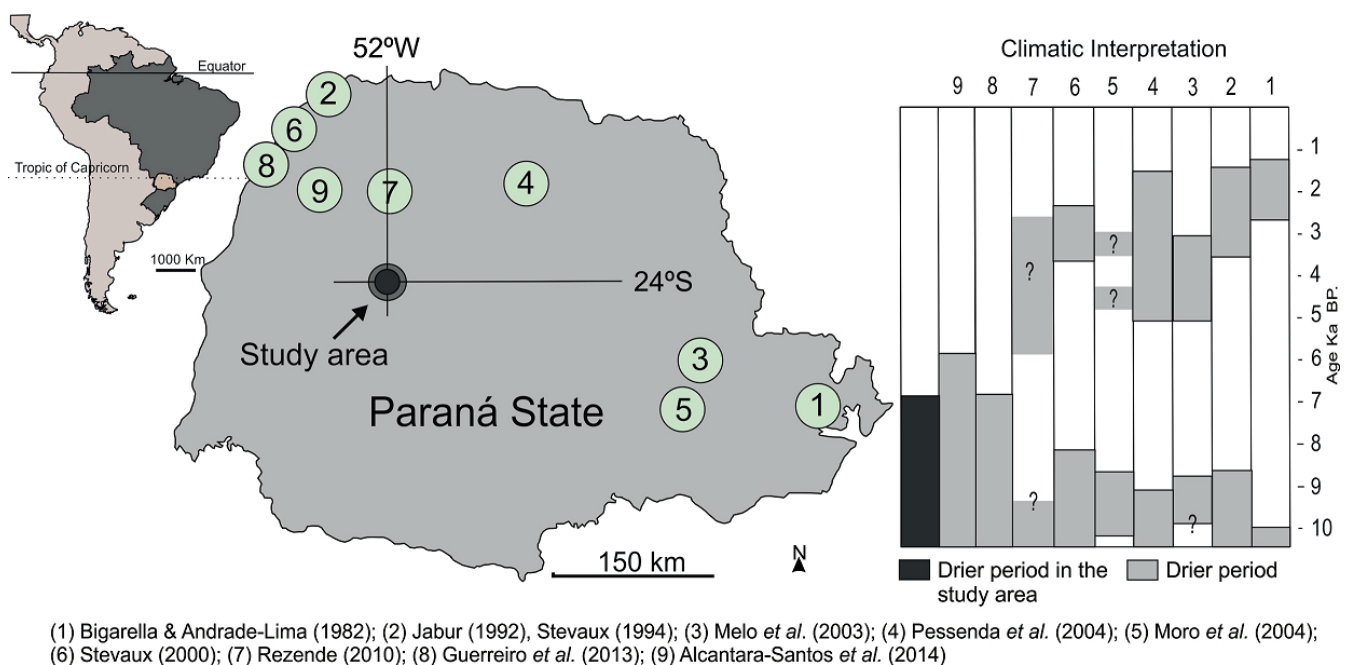 Equator
Tropic of Capricorn
1000 Km
52ºW
2
6
8
9
7
4
24ºS
Study area
3
5
1
Paraná State
150 km
N
Climatic Interpretation
9 8 7 6 5 4 3 2 1
- 1
- 2
- 3
- 4
- 5
- 6
- 7
- 8
- 9
- 10
Age Ka BP.
?
?
?
?
?
Drier period in the
study area
Drier period
(1) Bigarella & Andrade-Lima (1982); (2) Jabur (1992), Stevaux (1994); (3) Melo et al. (2003); (4) Pessenda et al. (2004); (5) Moro et al. (2004);
(6) Stevaux (2000); (7) Rezende (2010); (8) Guerreiro et al. (2013); (9) Alcantara-Santos et al. (2014)